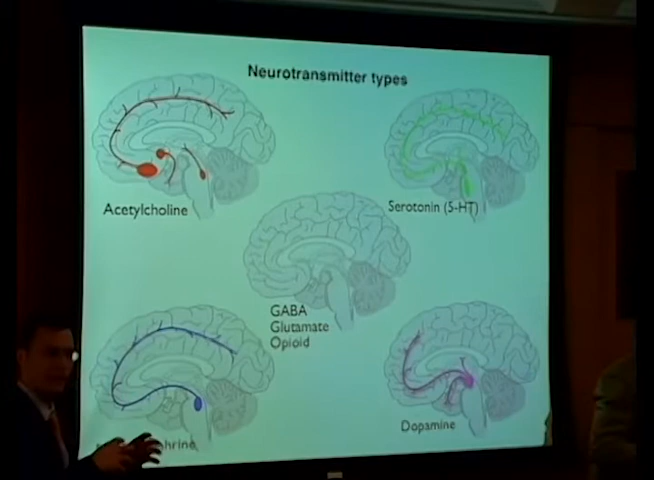 Neurotransmitter types
Acetylcholine
Serotonin (5-HT)
GABA
Glutamate
Opioid
Dopamine